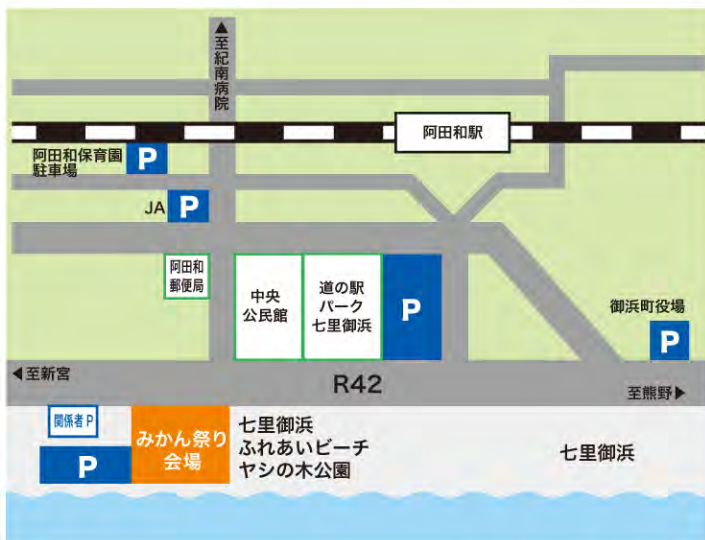 ▲至紀南病院
阿田和駅
阿田和保育園
駐車場
P
JA
P
阿田和
郵便局
中央
公民館
道の駅
パーク
七里御浜
P
御浜町役場
P
◀至新宮
R42
至熊野▶
関係者P
P
みかん祭り
会場
七里御浜
ふれあいビーチ
ヤシの木公園
七里御浜